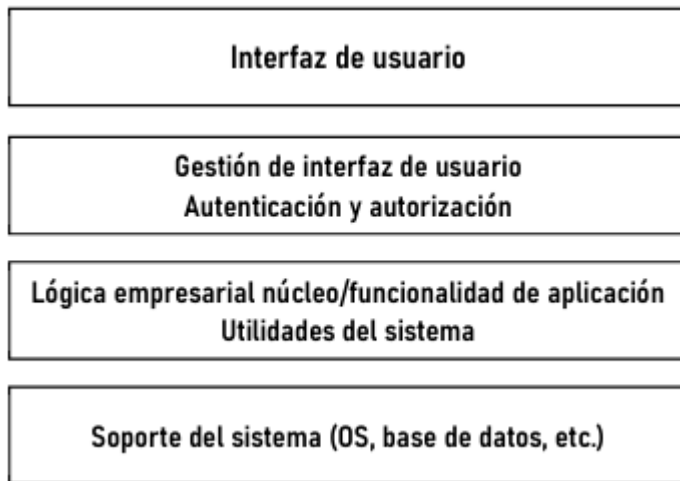 Interfaz de usuario
Gestión de interfaz de usuario
Autenticación y autorización
Lógica empresarial núcleo/funcionalidad de aplicación
Utilidades del sistema
Soporte del sistema (OS, base de datos, etc.)